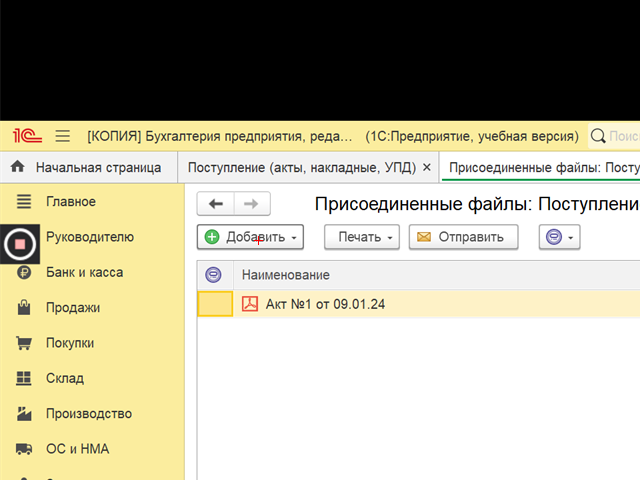 1С [КОПИЯ] Бухгалтерия предприятия, реда... (1С:Предприятие, учебная версия) Поис
Начальная страница Поступление (акты, накладные, УПД) × Присоединенные файлы: Посту
Главное
Руководителю
Банк и касса
Продажи
Покупки
Склад
Производство
ОС и НМА
Присоединенные файлы: Поступлени
Добавить Печать Отправить
Наименование
Акт №1 от 09.01.24